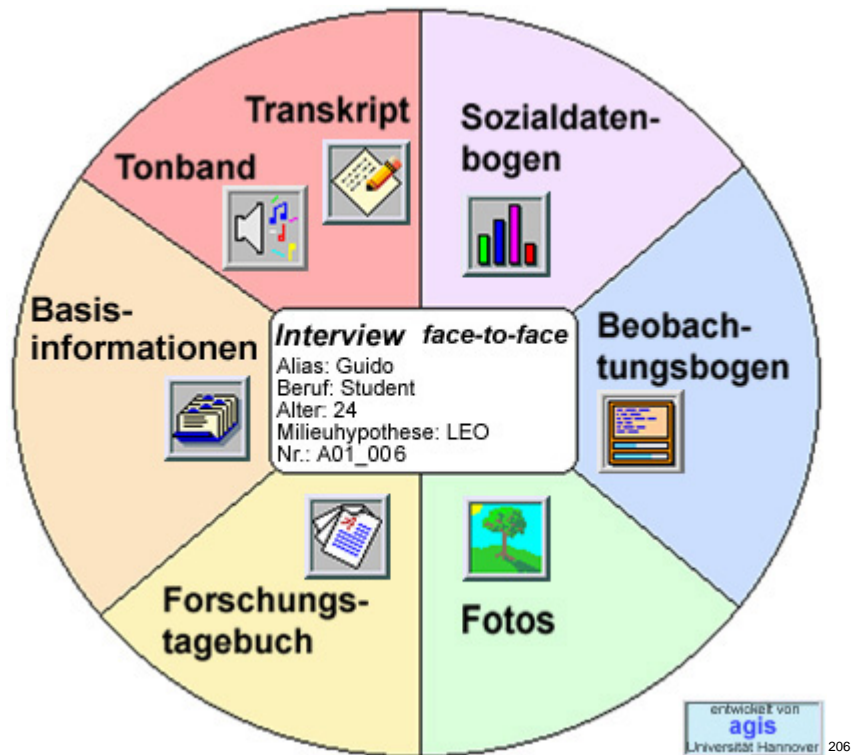 Transkript
Tonband
Sozialdaten-
bogen
Basis-
informationen
Interview face-to-face
Alias: Guido
Beruf: Student
Alter: 24
Milieuhypothese: LEO
Nr.: A01_006
Beobach-
tungsbogen
Forschungs-
tagebuch
Fotos
entwickelt von
agis
Universität Hannover
206